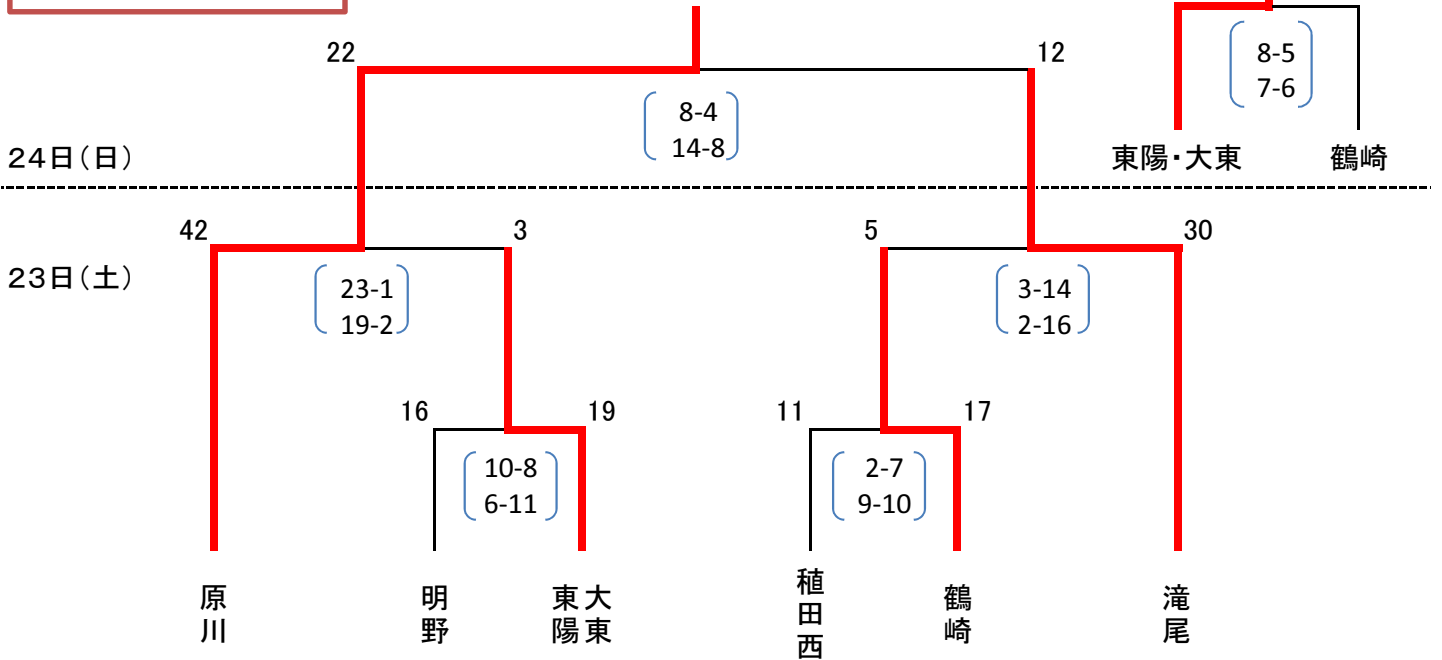 22
12
8-5
7-6
8-4
14-8
24日(日)
東陽・大東
鶴崎
42
3
5
30
23日(土)
23-1
19-2
3-14
2-16
16
19
11
17
10-8
6-11
2-7
9-10
原川
明野
東陽
大東
稙田西
鶴崎
滝尾